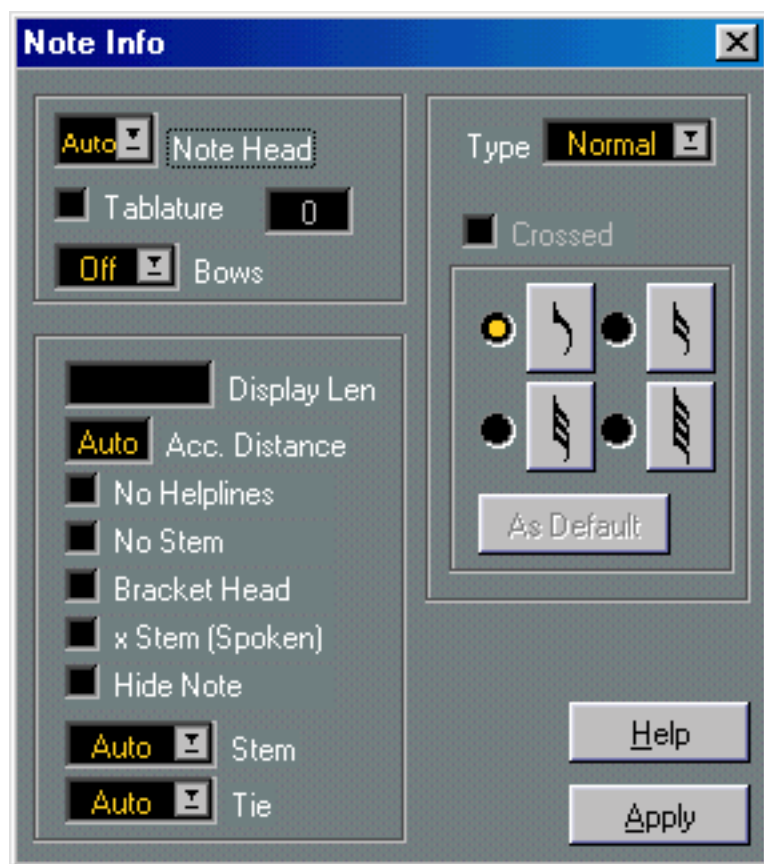 Note Info
Auto Note Head
Tablature 0
Off Bows
Display Len
Auto Acc. Distance
No Helplines
No Stem
Bracket Head
x Stem (Spoken)
Hide Note
Auto Stem
Auto Tie
Type Normal
Crossed
As Default
Help
Apply